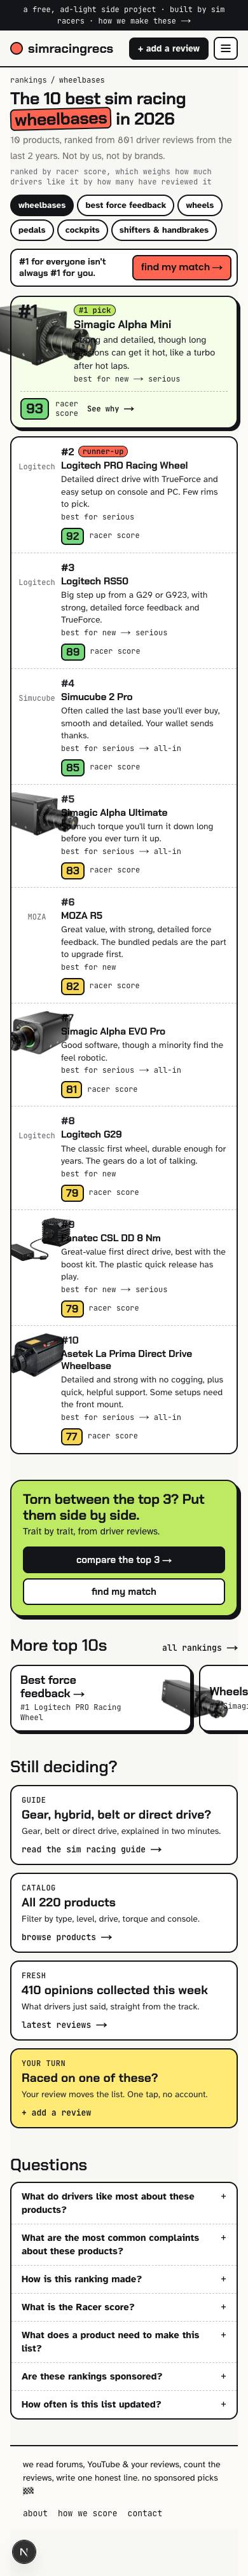 a free, ad-light side project · built by sim
racers · how we make these →
simracingrecs
+ add a review
rankings / wheelbases
The 10 best sim racing
wheelbases in 2026
10 products, ranked from 801 driver reviews from the
last 2 years. Not by us, not by brands.
ranked by racer score, which weighs how much
drivers like it by how many have reviewed it
wheelbases
best force feedback
wheels
pedals
cockpits
shifters & handbrakes
#1 for everyone isn't
always #1 for you.
find my match →
#1
#1 pick
Simagic Alpha Mini
Strong and detailed, though long
sessions can get it hot, like a turbo
after hot laps.
best for new → serious
93
racer
score
See why →
#2 runner-up
Logitech
Logitech PRO Racing Wheel
Detailed direct drive with TrueForce and
easy setup on console and PC. Few rims
to pick.
best for serious
92 racer score
#3
Logitech
Logitech RS50
Big step up from a G29 or G923, with
strong, detailed force feedback and
TrueForce.
best for new → serious
89 racer score
#4
Simucube
Simucube 2 Pro
Often called the last base you'll ever buy,
smooth and detailed. Your wallet sends
thanks.
best for serious → all-in
85 racer score
#5
Simagic Alpha Ultimate
So much torque you'll turn it down long
before you ever turn it up.
best for serious → all-in
83 racer score
#6
MOZA
MOZA R5
Great value, with strong, detailed force
feedback. The bundled pedals are the part
to upgrade first.
best for new
82 racer score
#7
Simagic Alpha EVO Pro
Good software, though a minority find the
feel robotic.
best for serious → all-in
81 racer score
#8
Logitech
Logitech G29
The classic first wheel, durable enough for
years. The gears do a lot of talking.
best for new
79 racer score
#9
Fanatec CSL DD 8 Nm
Great-value first direct drive, best with the
boost kit. The plastic quick release has
play.
best for new → serious
79 racer score
#10
Asetek La Prima Direct Drive
Wheelbase
Detailed and strong with no cogging, plus
quick, helpful support. Some setups need
the front mount.
best for serious → all-in
77 racer score
Torn between the top 3? Put
them side by side.
Trait by trait, from driver reviews.
compare the top 3 →
find my match
More top 10s
all rankings →
Best force
feedback →
#1 Logitech PRO Racing
Wheel
Wheels
Still deciding?
GUIDE
Gear, hybrid, belt or direct drive?
Gear, belt or direct drive, explained in two minutes.
read the sim racing guide →
CATALOG
All 220 products
Filter by type, level, drive, torque and console.
browse products →
FRESH
410 opinions collected this week
What drivers just said, straight from the track.
latest reviews →
YOUR TURN
Raced on one of these?
Your review moves the list. One tap, no account.
+ add a review
Questions
What do drivers like most about these
products?
+
What are the most common complaints
about these products?
+
How is this ranking made?
+
What is the Racer score?
+
What does a product need to make this
list?
+
Are these rankings sponsored?
+
How often is this list updated?
+
we read forums, YouTube & your reviews, count the
reviews, write one honest line. no sponsored picks
🏁
about how we score contact
N